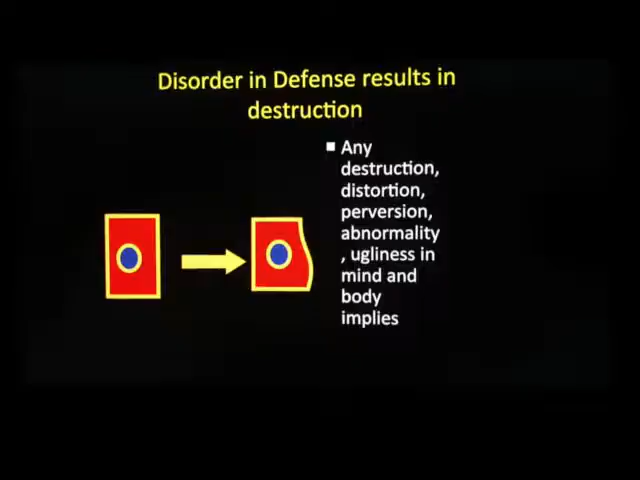 Disorder in Defense results in
destruction
▪ Any
destruction,
distortion,
perversion,
abnormality
, ugliness in
mind and
body
implies